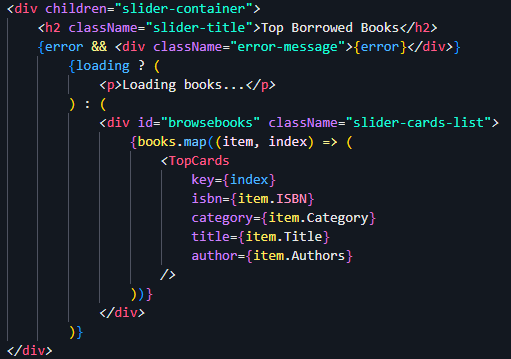 <div children="slider-container">
    <h2 className="slider-title">Top Borrowed Books</h2>
    {error && <div className="error-message">{error}</div>}
        {loading ? (
            <p>Loading books...</p>
        ) : (
            <div id="browsebooks" className="slider-cards-list">
                {books.map((item, index) => (
                    <TopCards
                        key={index}
                        isbn={item.ISBN}
                        category={item.Category}
                        title={item.Title}
                        author={item.Authors}
                    />
                ))}
            </div>
        )}
</div>